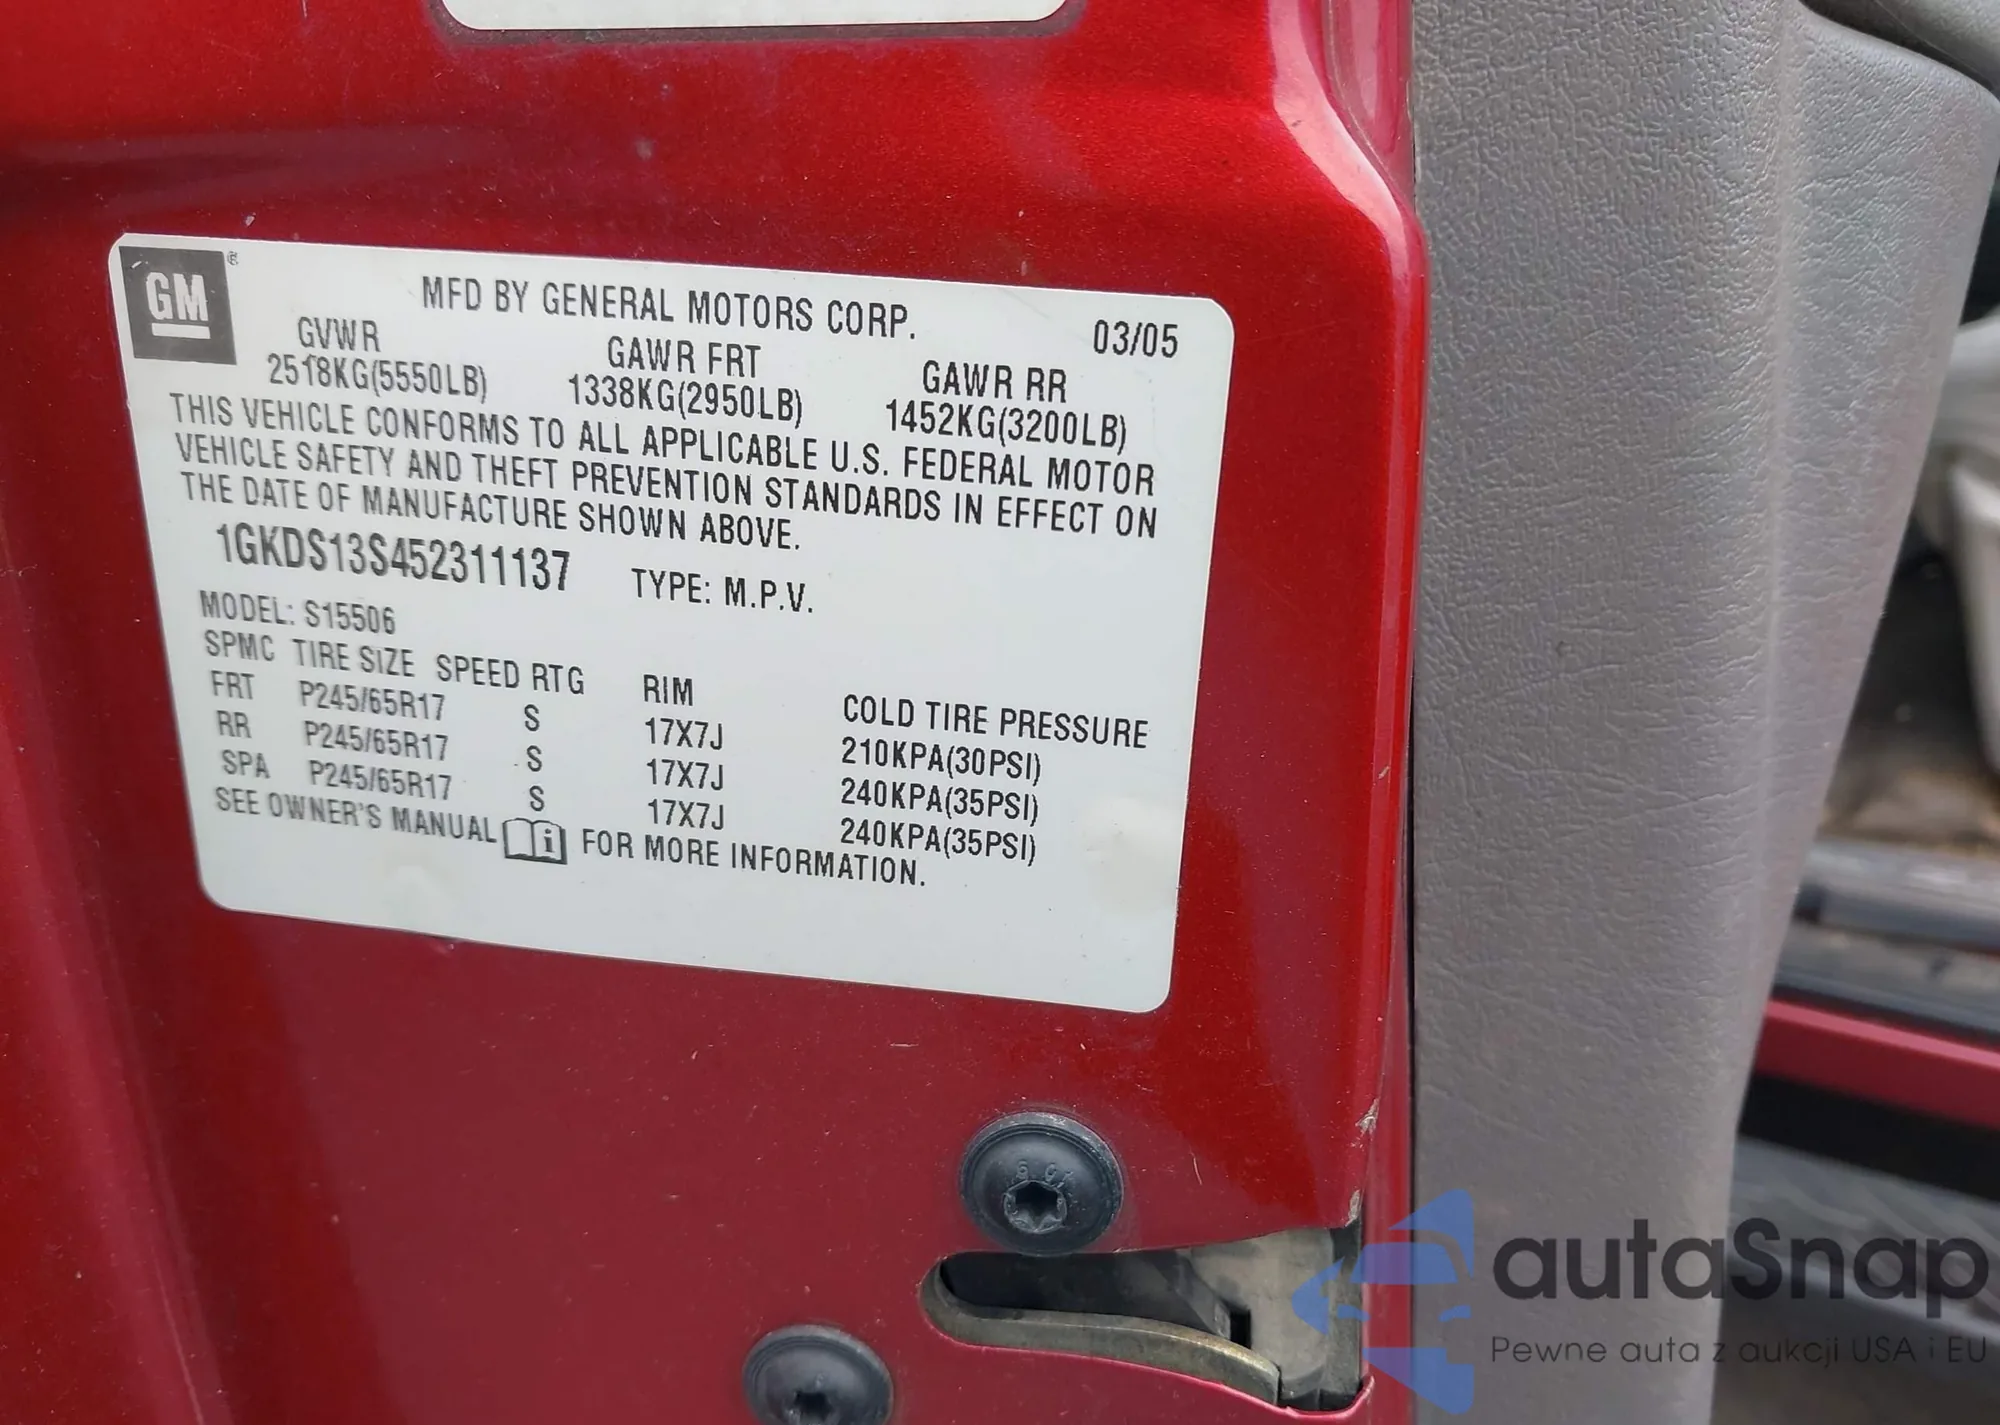 GM
MFD BY GENERAL MOTORS CORP. 03/05
GVWR GAWR FRT GAWR RR
2518KG(5550LB) 1338KG(2950LB) 1452KG(3200LB)
THIS VEHICLE CONFORMS TO ALL APPLICABLE U.S. FEDERAL MOTOR
VEHICLE SAFETY AND THEFT PREVENTION STANDARDS IN EFFECT ON
THE DATE OF MANUFACTURE SHOWN ABOVE.
1GKDS13S452311137 TYPE: M.P.V.
MODEL: S15506
SPMC TIRE SIZE SPEED RTG RIM COLD TIRE PRESSURE
FRT P245/65R17 S 17X7J 210KPA(30PSI)
RR P245/65R17 S 17X7J 240KPA(35PSI)
SPA P245/65R17 S 17X7J 240KPA(35PSI)
SEE OWNER'S MANUAL FOR MORE INFORMATION.
autaSnap
Pewne auta z aukcji USA i EU